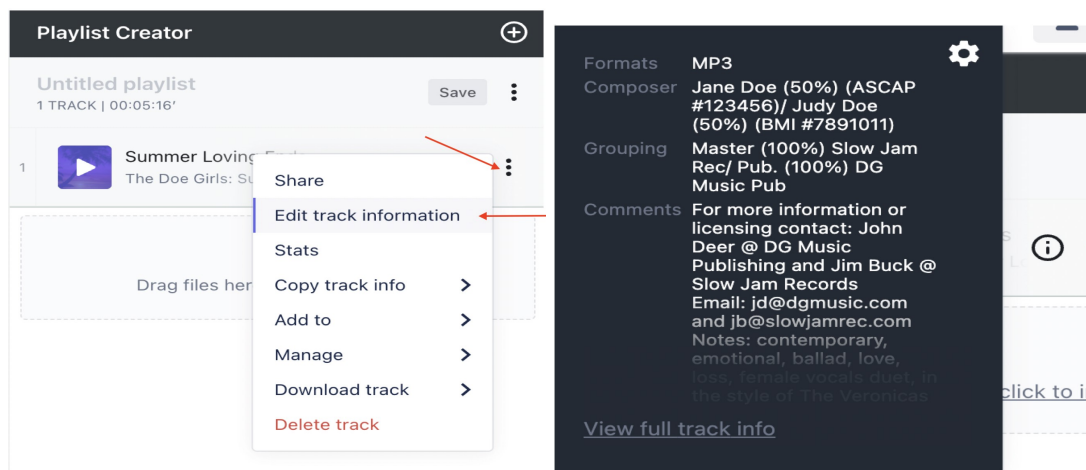 Playlist Creator
Untitled playlist
Save
1 TRACK | 00:05:16'
1
Summer Loving
The Doe Girls: Su
Share
Edit track information
Stats
Copy track info
Add to
Manage
Download track
Delete track
Drag files her
Formats MP3
Composer Jane Doe (50%) (ASCAP
#123456)/ Judy Doe
(50%) (BMI #7891011)
Grouping Master (100%) Slow Jam
Rec/ Pub. (100%) DG
Music Pub
Comments For more information or
licensing contact: John
Deer @ DG Music
Publishing and Jim Buck @
Slow Jam Records
Email: jd@dgmusic.com
and jb@slowjamrec.com
Notes: contemporary,
emotional, ballad, love,
loss, female vocals duet, in
the style of The Veronicas
View full track info
click to i